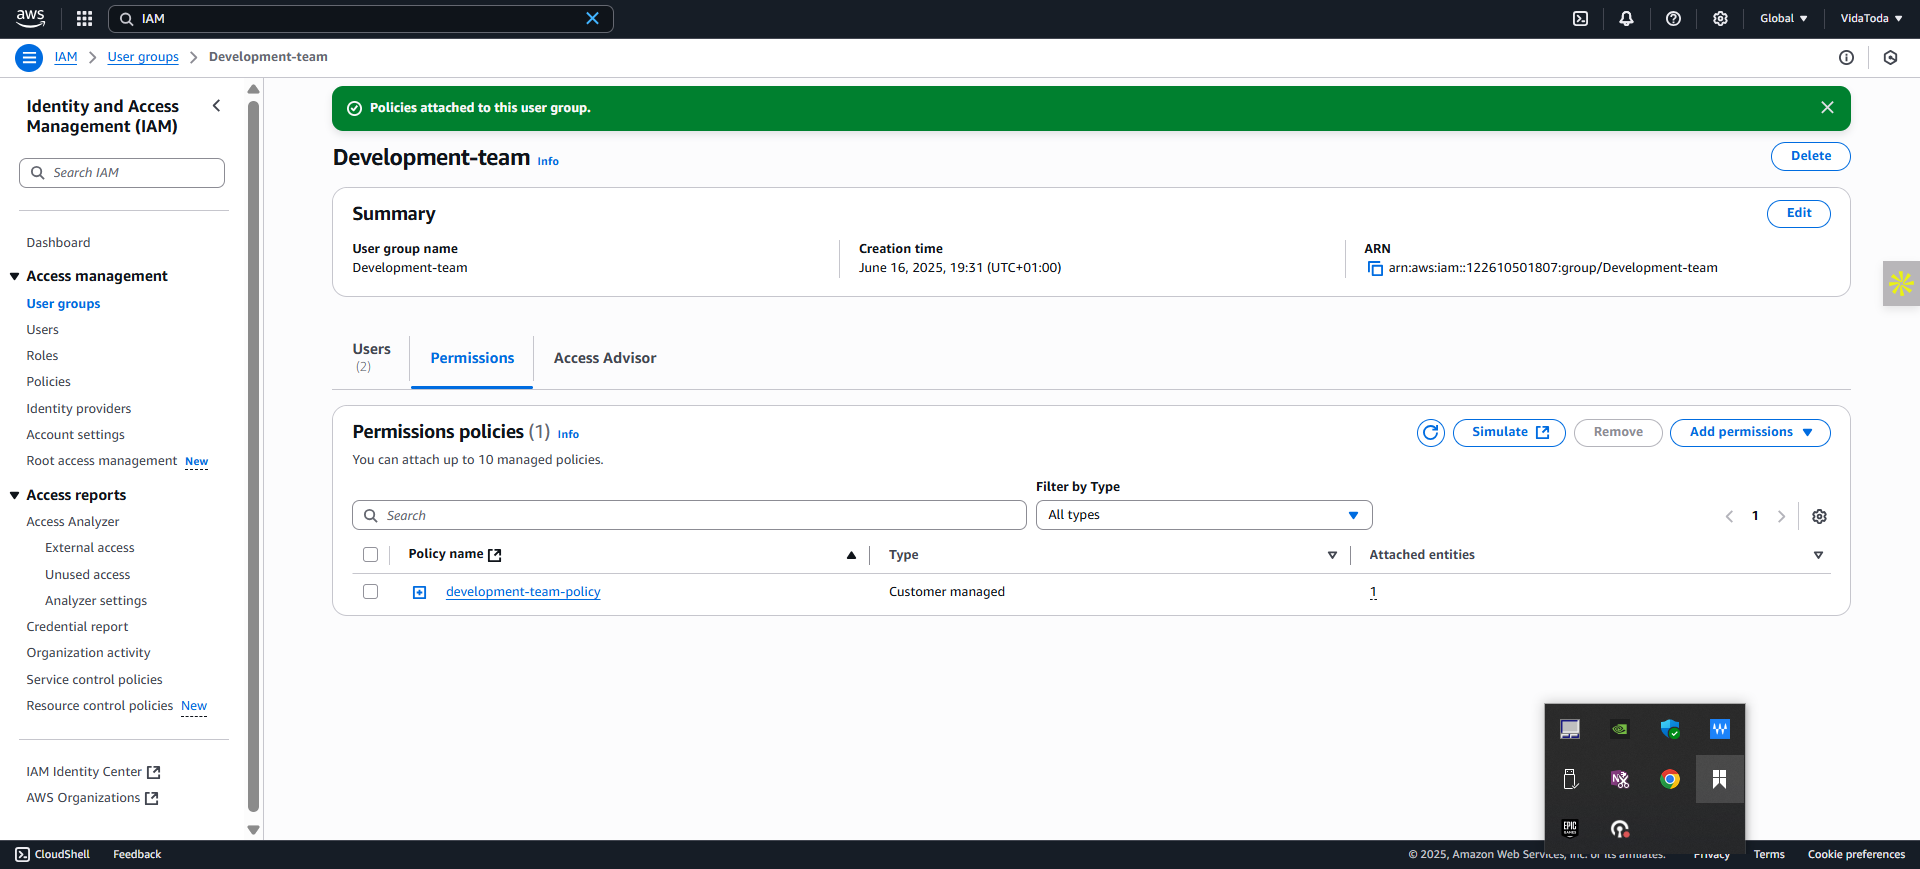 aws
IAM
Global
VidaToda
IAM
User groups
Development-team
Identity and Access Management (IAM)
Search IAM
Dashboard
Access management
User groups
Users
Roles
Policies
Identity providers
Account settings
Root access management New
Access reports
Access Analyzer
External access
Unused access
Analyzer settings
Credential report
Organization activity
Service control policies
Resource control policies New
IAM Identity Center
AWS Organizations
Policies attached to this user group.
Development-team Info
Delete
Summary
Edit
User group name
Development-team
Creation time
June 16, 2025, 19:31 (UTC+01:00)
ARN
arn:aws:iam::122610501807:group/Development-team
Users
(2)
Permissions
Access Advisor
Permissions policies (1) Info
You can attach up to 10 managed policies.
Simulate
Remove
Add permissions
Filter by Type
Search
All types
1
Policy name
Type
Attached entities
development-team-policy
Customer managed
1
EPIC
GAMES
CloudShell
Feedback
© 2025, Amazon Web Services, Inc. or its affiliates.
Privacy
Terms
Cookie preferences